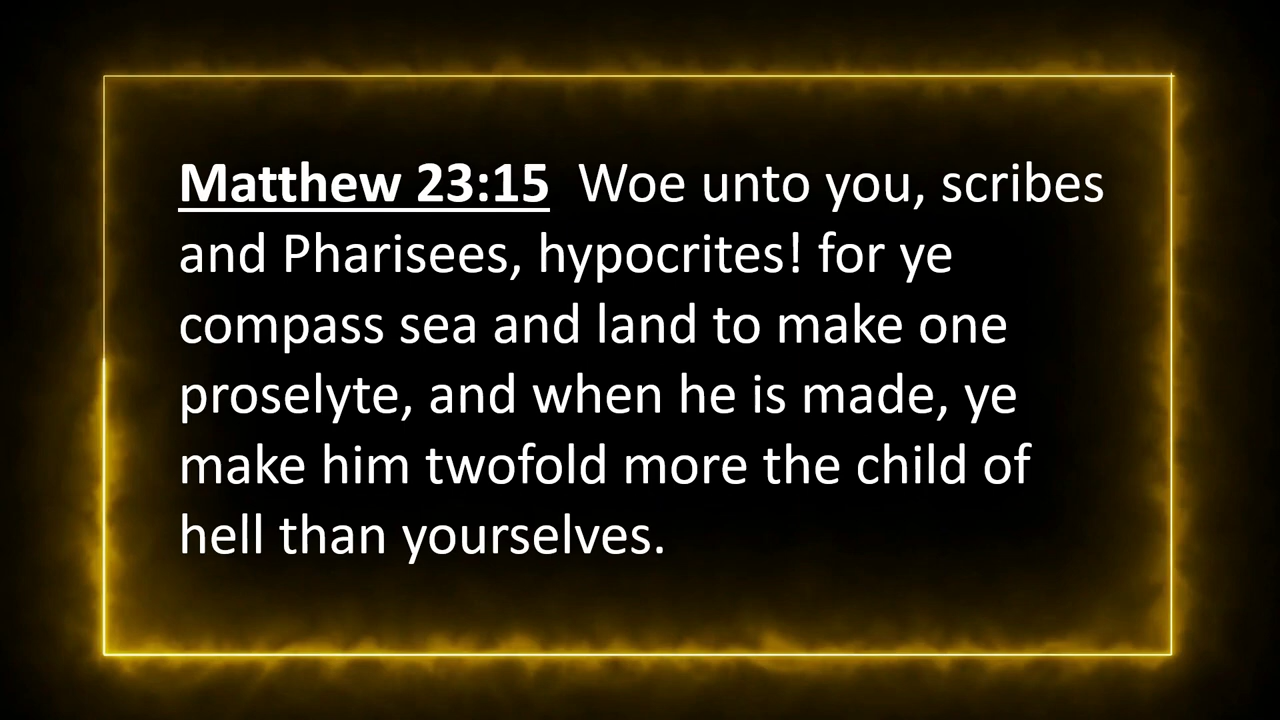 Matthew 23:15  Woe unto you, scribes
and Pharisees, hypocrites! for ye
compass sea and land to make one
proselyte, and when he is made, ye
make him twofold more the child of
hell than yourselves.